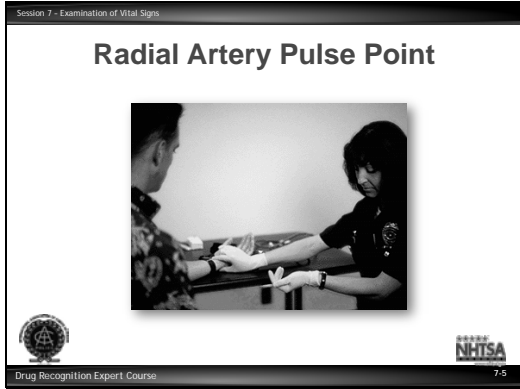 Session 7 - Examination of Vital Signs
Radial Artery Pulse Point
NHTSA
Drug Recognition Expert Course
7-5